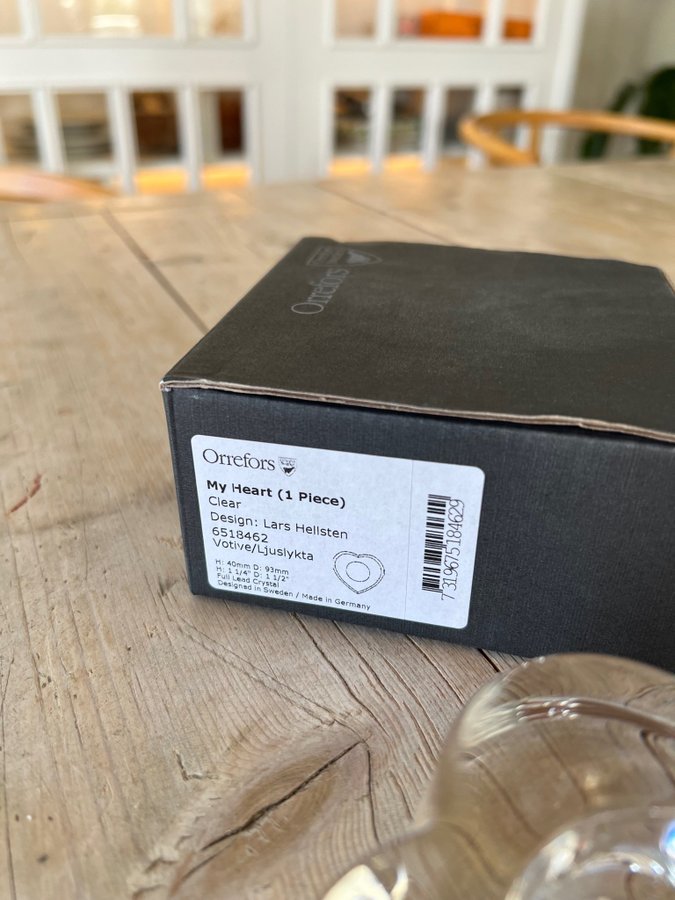 Orrefors
Orrefors
My Heart (1 Piece)
Clear
Design: Lars Hellsten
6518462
Votive/Ljuslykta
H: 40mm D: 93mm
H: 1 1/4" D: 1 1/2"
Full Lead Crystal
Designed in Sweden / Made in Germany
7319675184629